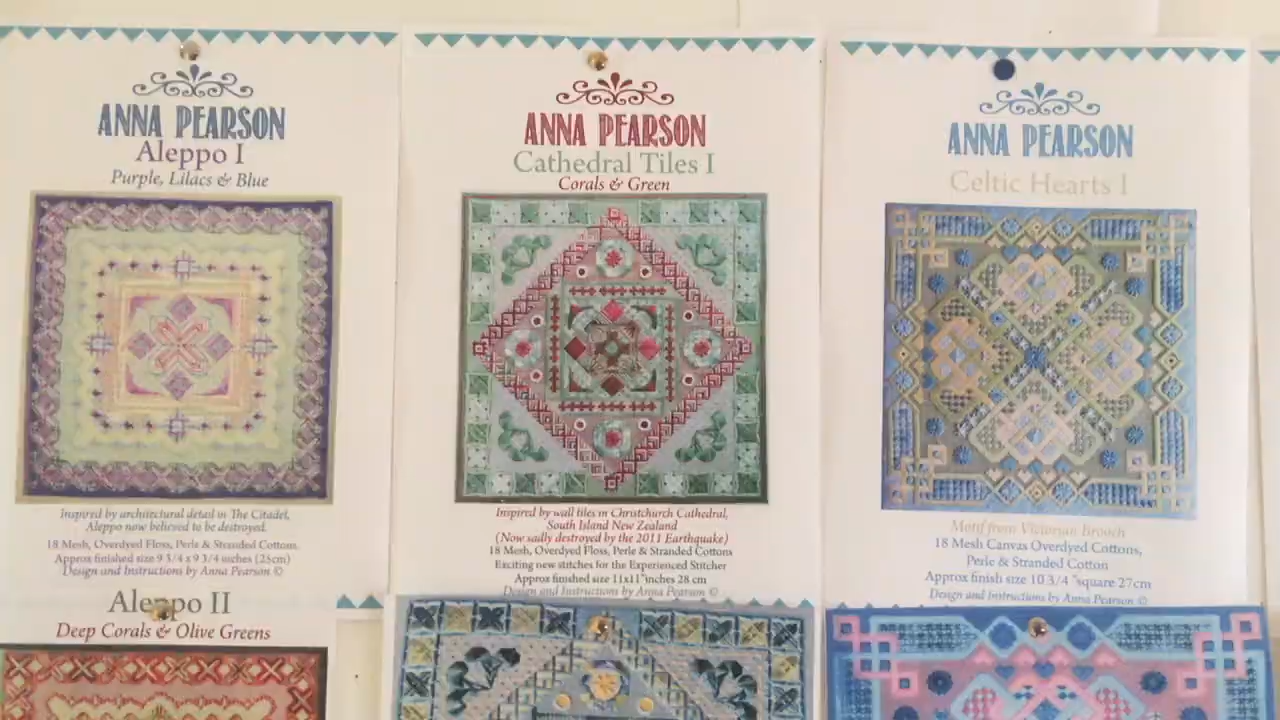 ANNA PEARSON
Aleppo I
Purple, Lilacs & Blue
Inspired by architectural detail in The Citadel,
Aleppo now believed to be destroyed.
18 Mesh, Overdyed Floss, Perle & Stranded Cottons,
Approx finished size 9 3/4 x 9 3/4 inches (25cm)
Design and Instructions by Anna Pearson ©
ANNA PEARSON
Cathedral Tiles I
Corals & Green
Inspired by wall tiles in Christchurch Cathedral,
South Island New Zealand
(Now sadly destroyed by the 2011 Earthquake)
18 Mesh, Overdyed Floss, Perle & Stranded Cottons
Exciting new stitches for the Experienced Stitcher
Approx finished size 11x11"inches 28 cm
Design and Instructions by Anna Pearson ©
ANNA PEARSON
Celtic Hearts I
Motif from Victorian Brooch
18 Mesh Canvas Overdyed Cottons,
Perle & Stranded Cotton
Approx finish size 10 3/4 "square 27cm
Design and Instructions by Anna Pearson ©
Aleppo II
Deep Corals & Olive Greens